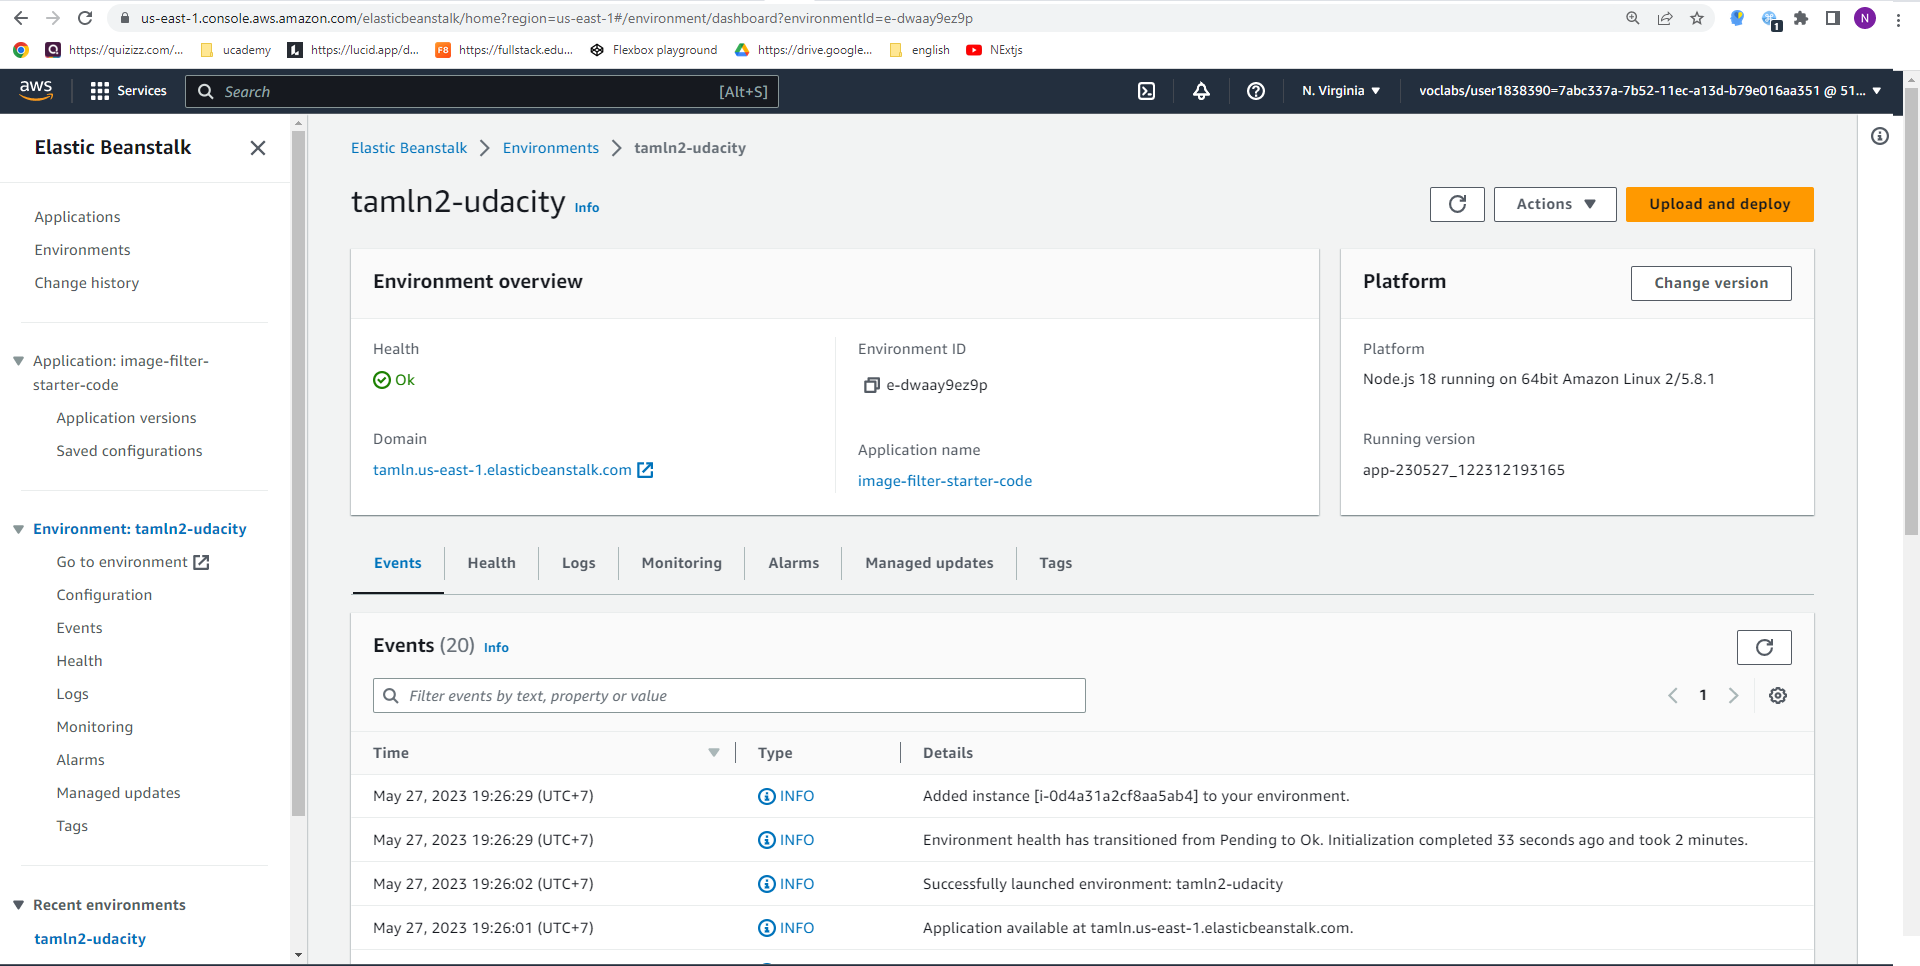 us-east-1.console.aws.amazon.com/elasticbeanstalk/home?region=us-east-1#/environment/dashboard?environmentId=e-dwaay9ez9p
1
N
https://quizizz.com/...
ucademy
https://lucid.app/d...
F8
https://fullstack.edu...
Flexbox playground
https://drive.google...
english
NExtjs
aws
Services
Search
[Alt+S]
N. Virginia
voclabs/user1838390=7abc337a-7b52-11ec-a13d-b79e016aa351 @ 51...
Elastic Beanstalk
Applications
Environments
Change history
Application: image-filter-
starter-code
Application versions
Saved configurations
Environment: tamln2-udacity
Go to environment
Configuration
Events
Health
Logs
Monitoring
Alarms
Managed updates
Tags
Recent environments
tamln2-udacity
Elastic Beanstalk
Environments
tamln2-udacity
tamln2-udacity
Info
Actions
Upload and deploy
Environment overview
Health
Ok
Domain
tamln.us-east-1.elasticbeanstalk.com
Environment ID
e-dwaay9ez9p
Application name
image-filter-starter-code
Platform
Change version
Platform
Node.js 18 running on 64bit Amazon Linux 2/5.8.1
Running version
app-230527_122312193165
Events
Health
Logs
Monitoring
Alarms
Managed updates
Tags
Events (20) Info
Filter events by text, property or value
1
Time Type Details
May 27, 2023 19:26:29 (UTC+7) INFO Added instance [i-0d4a31a2cf8aa5ab4] to your environment.
May 27, 2023 19:26:29 (UTC+7) INFO Environment health has transitioned from Pending to Ok. Initialization completed 33 seconds ago and took 2 minutes.
May 27, 2023 19:26:02 (UTC+7) INFO Successfully launched environment: tamln2-udacity
May 27, 2023 19:26:01 (UTC+7) INFO Application available at tamln.us-east-1.elasticbeanstalk.com.